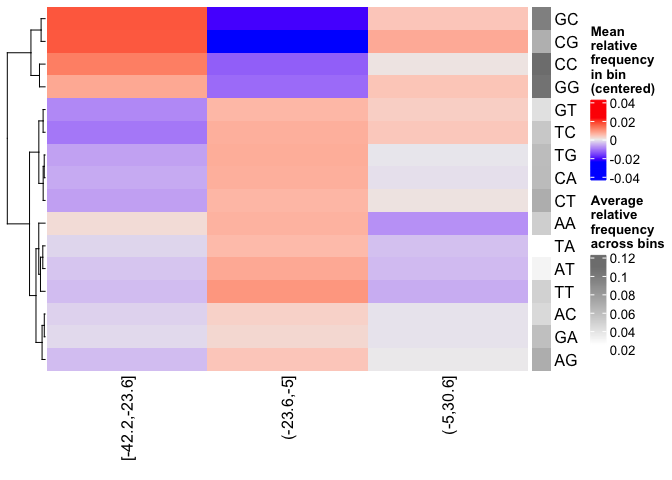 GC
CG
CC
GG
GT
TC
TG
CA
CT
AA
TA
AT
TT
AC
GA
AG
[-42.2,-23.6]
(-23.6,-5]
(-5,30.6]
Mean
relative
frequency
in bin
(centered)
0.04
0.02
0
-0.02
-0.04
Average
relative
frequency
across bins
0.12
0.1
0.08
0.06
0.04
0.02